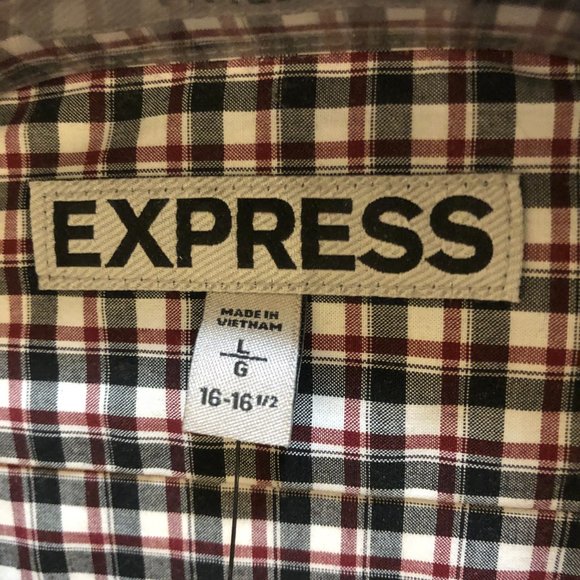 EXPRESS
MADE IN
VIETNAM
L
G
16-16 1/2